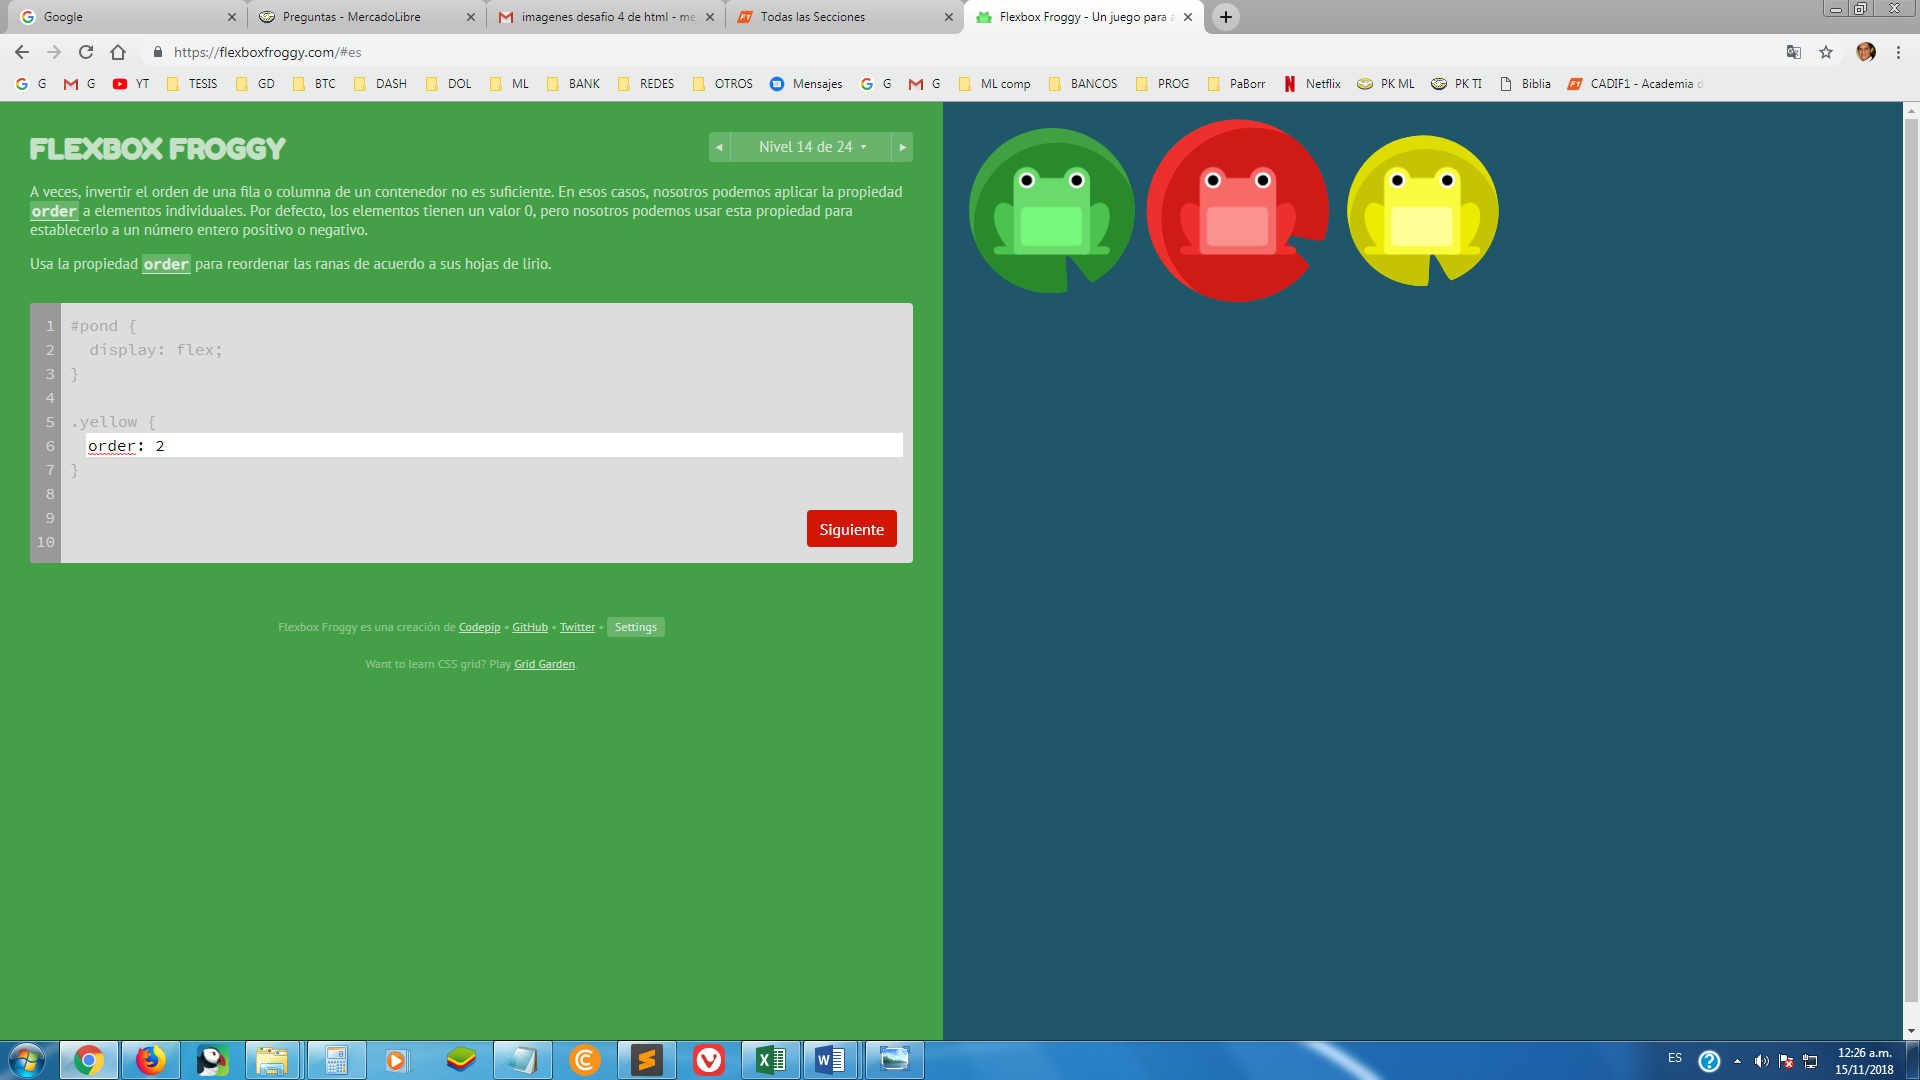 Google
Preguntas - MercadoLibre
imagenes desafio 4 de html - me
Todas las Secciones
Flexbox Froggy - Un juego para a
https://flexboxfroggy.com/#es
G G YT TESIS GD BTC DASH DOL ML BANK REDES OTROS Mensajes G G ML comp BANCOS PROG PaBorr Netflix PK ML PK TI Biblia CADIF1 - Academia d
FLEXBOX FROGGY
Nivel 14 de 24
A veces, invertir el orden de una fila o columna de un contenedor no es suficiente. En esos casos, nosotros podemos aplicar la propiedad
order a elementos individuales. Por defecto, los elementos tienen un valor 0, pero nosotros podemos usar esta propiedad para
establecerlo a un número entero positivo o negativo.
Usa la propiedad order para reordenar las ranas de acuerdo a sus hojas de lirio.
1 #pond {
2 display: flex;
3 }
4
5 .yellow {
6 order: 2
7 }
8
9
10
Siguiente
Flexbox Froggy es una creación de Codepip • GitHub • Twitter • Settings
Want to learn CSS grid? Play Grid Garden.
ES
12:26 a.m.
15/11/2018